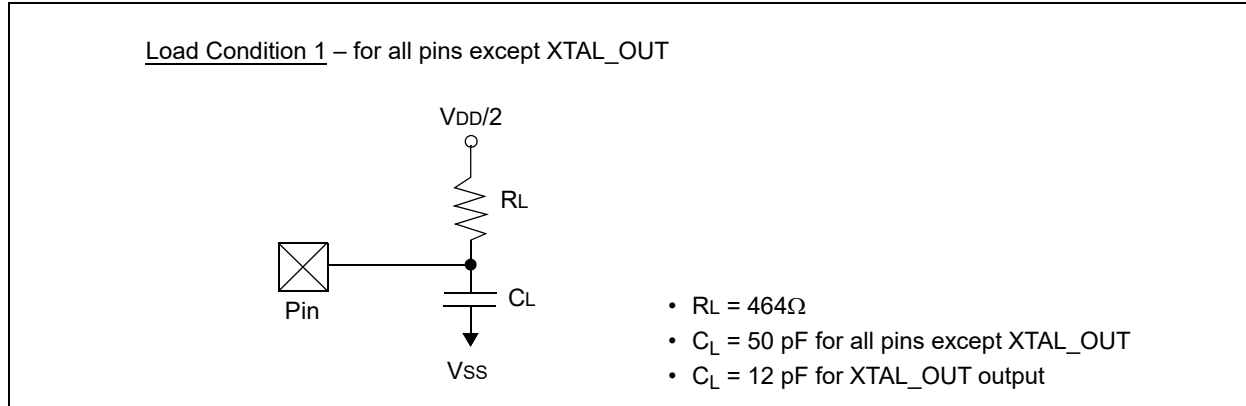 Load Condition 1 – for all pins except XTAL_OUT
VDD/2
RL
Pin
CL
VSS
• RL = 464Ω
• CL = 50 pF for all pins except XTAL_OUT
• CL = 12 pF for XTAL_OUT output